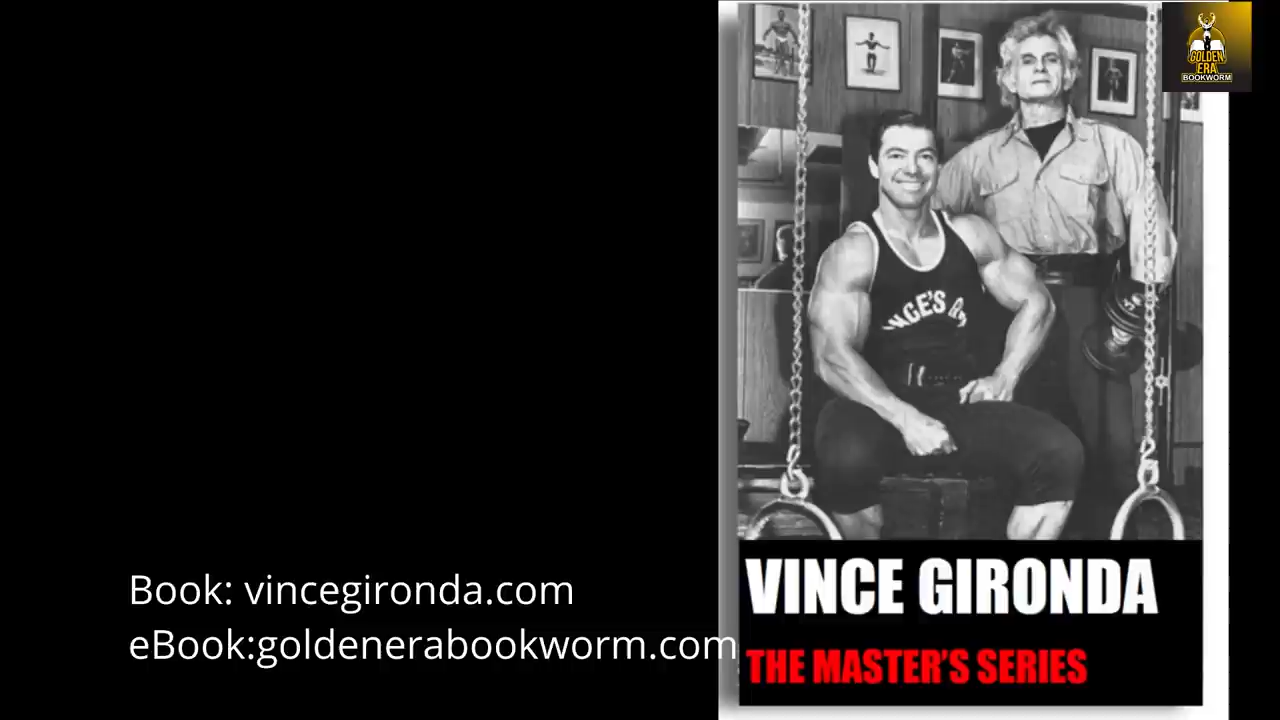 GOLDEN
ERA
BOOKWORM
Book: vincegironda.com
eBook:goldenerabookworm.com
VINCE GIRONDA
THE MASTER'S SERIES